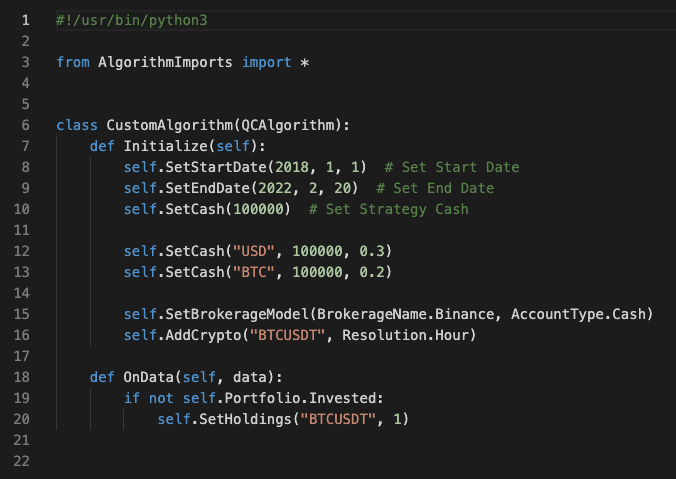 1 #!/usr/bin/python3
2
3 from AlgorithmImports import *
4
5
6 class CustomAlgorithm(QCAlgorithm):
7     def Initialize(self):
8         self.SetStartDate(2018, 1, 1)  # Set Start Date
9         self.SetEndDate(2022, 2, 20)  # Set End Date
10         self.SetCash(100000)  # Set Strategy Cash
11
12         self.SetCash("USD", 100000, 0.3)
13         self.SetCash("BTC", 100000, 0.2)
14
15         self.SetBrokerageModel(BrokerageName.Binance, AccountType.Cash)
16         self.AddCrypto("BTCUSDT", Resolution.Hour)
17
18     def OnData(self, data):
19         if not self.Portfolio.Invested:
20             self.SetHoldings("BTCUSDT", 1)
21
22